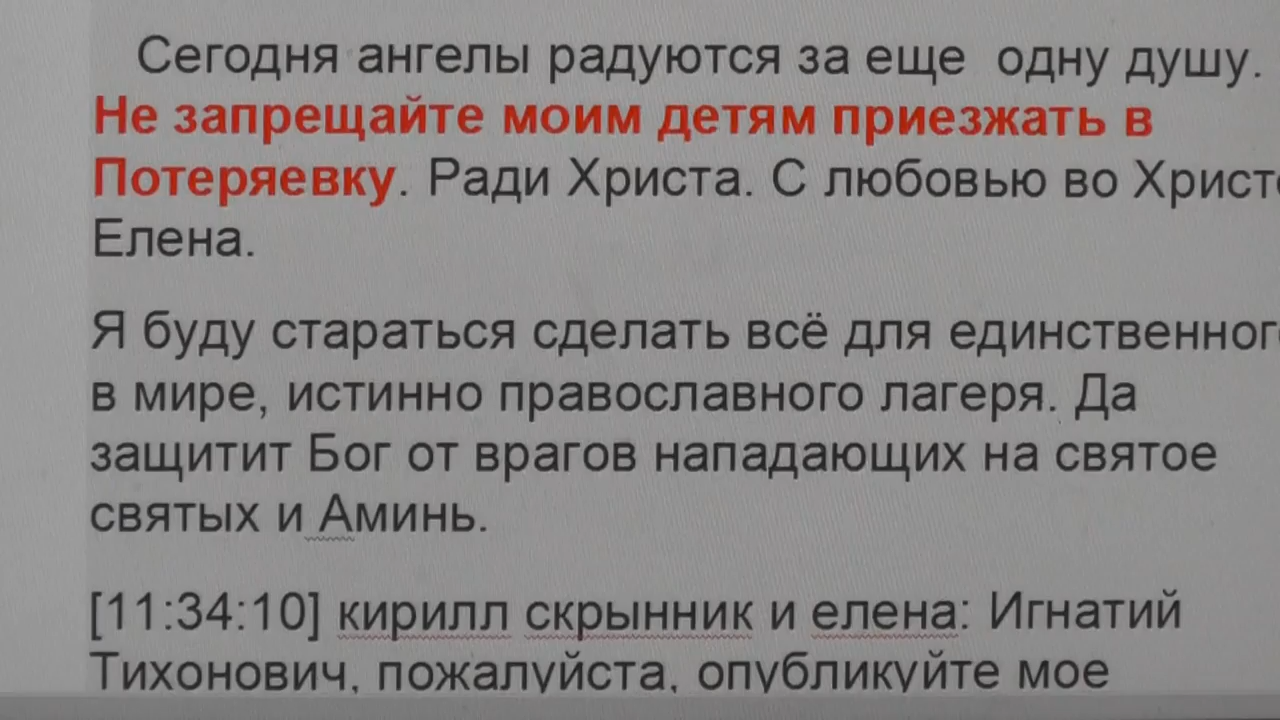 Сегодня ангелы радуются за еще одну душу.
Не запрещайте моим детям приезжать в
Потеряевку. Ради Христа. С любовью во Христе
Елена.
Я буду стараться сделать всё для единственного
в мире, истинно православного лагеря. Да
защитит Бог от врагов нападающих на святое
святых и Аминь.
[11:34:10] кирилл скрынник и елена: Игнатий
Тихонович, пожалуйста, опубликуйте мое